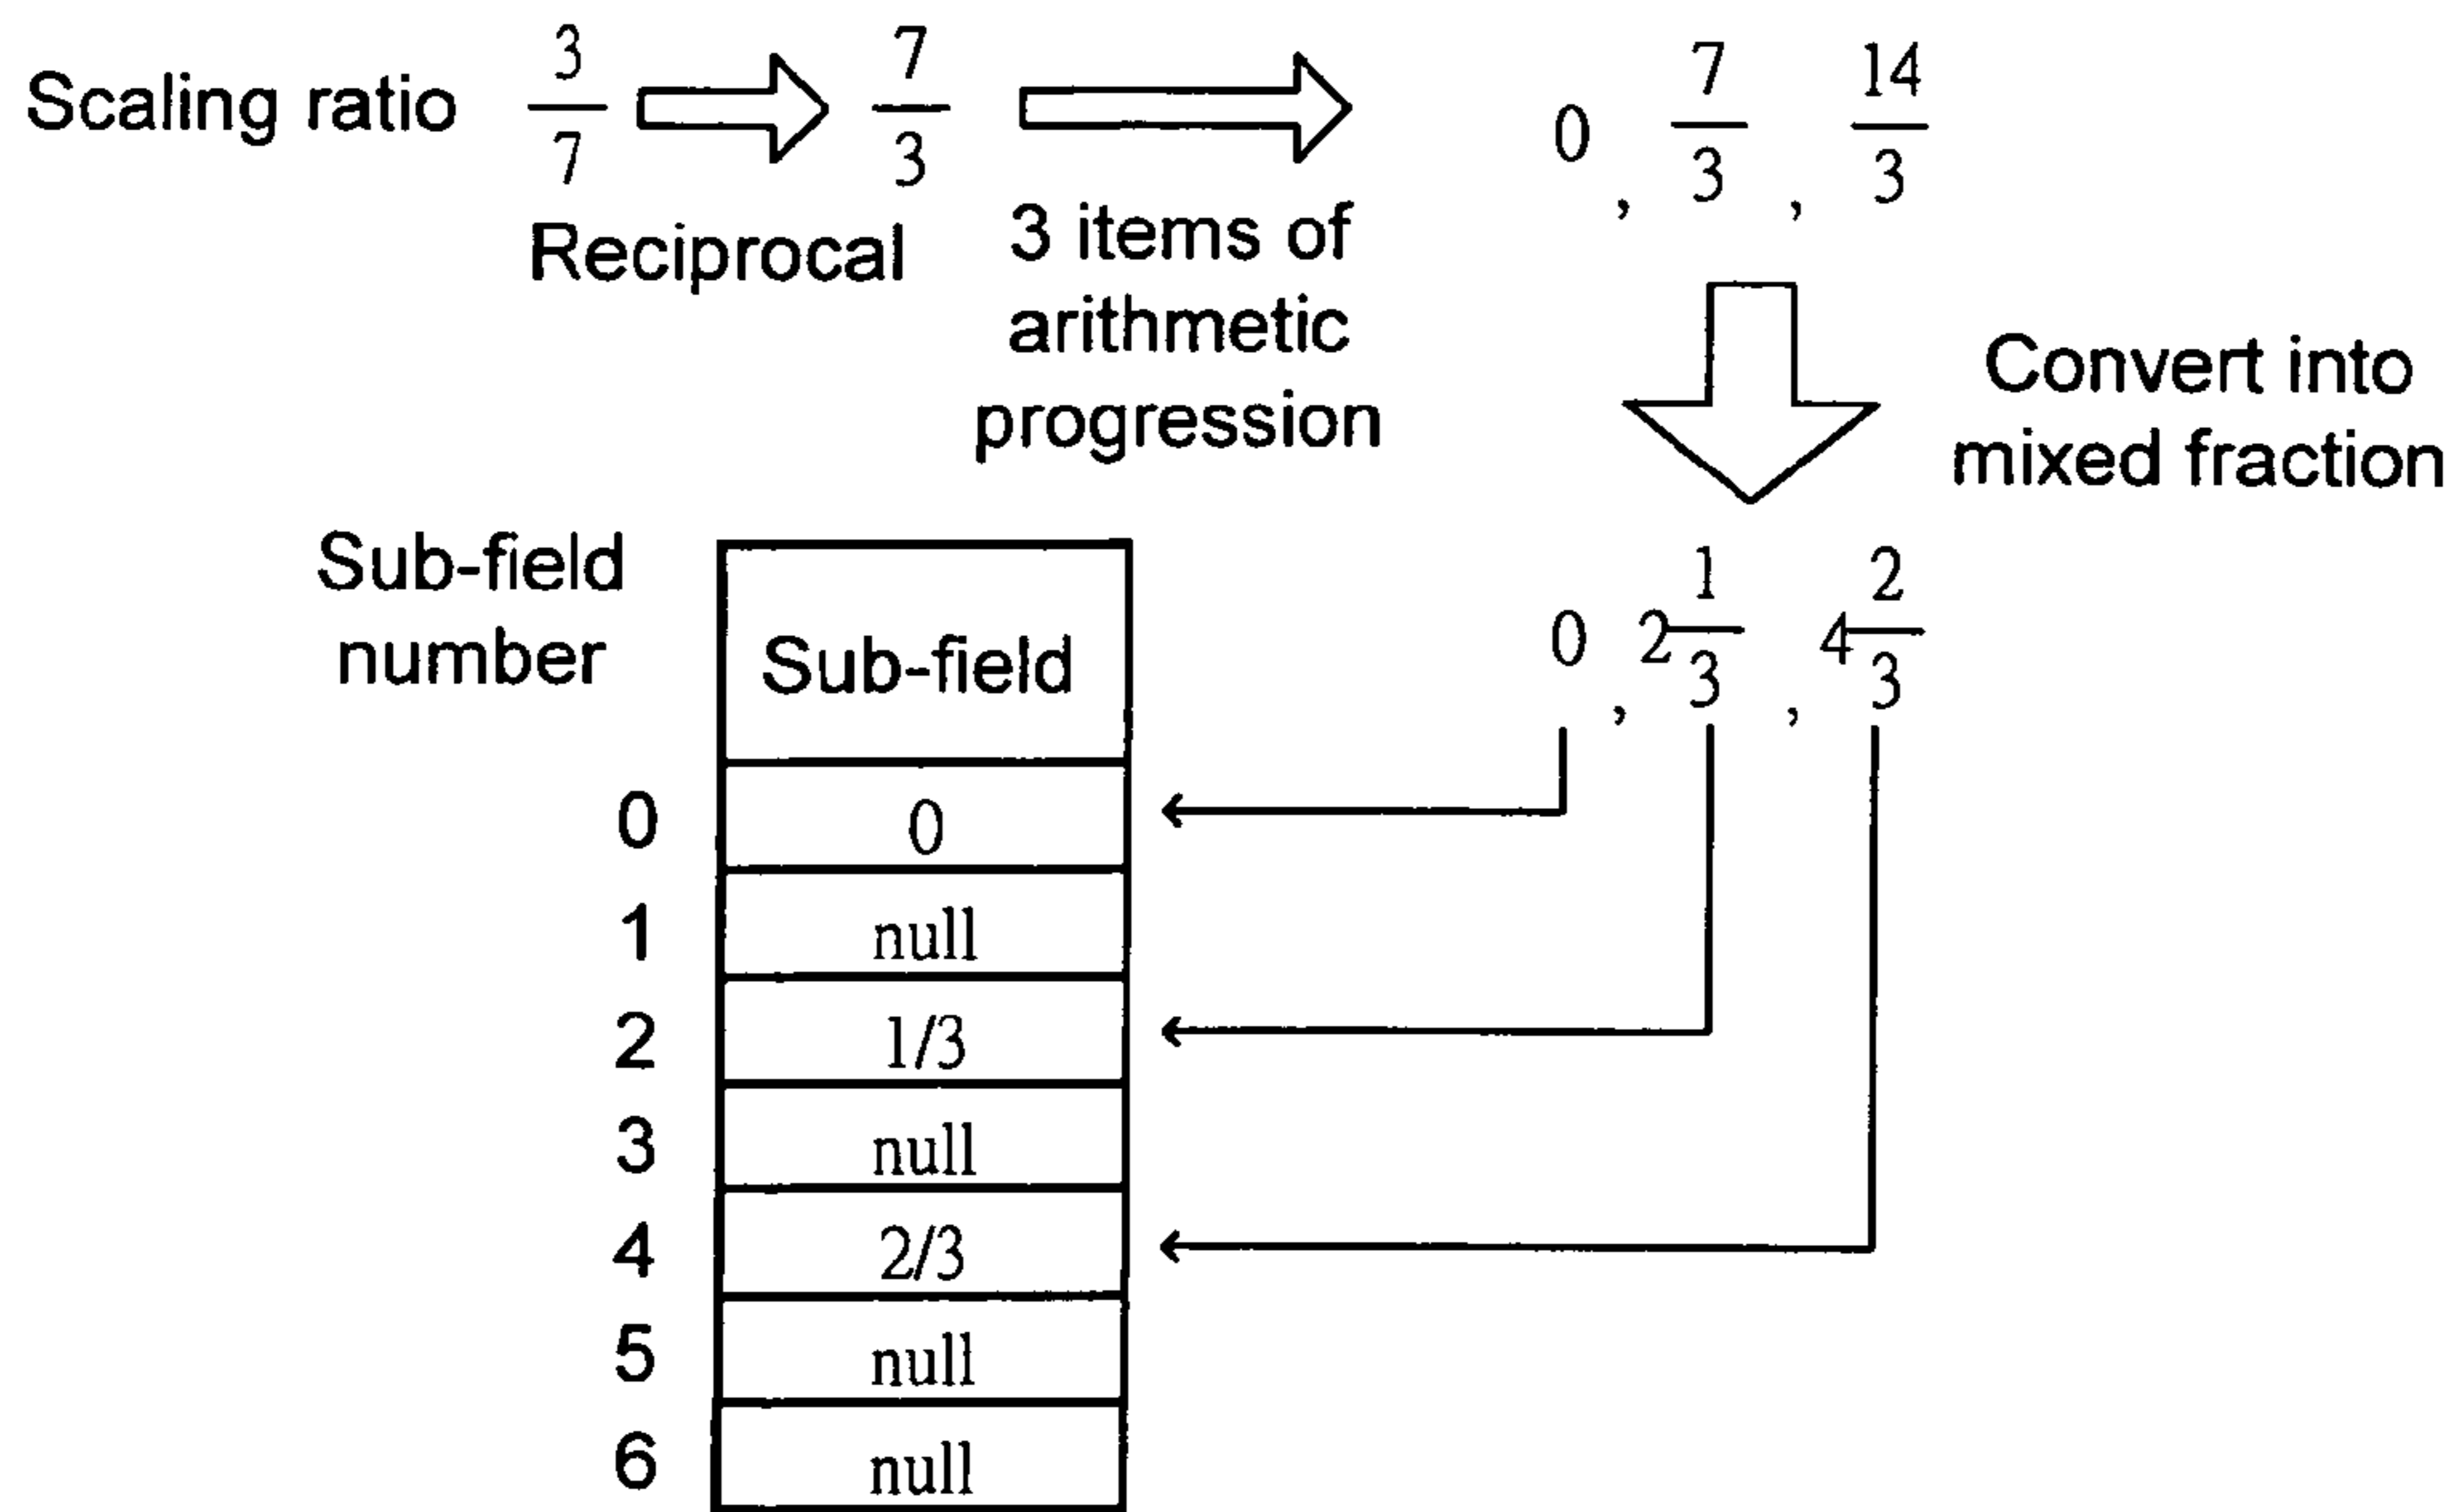 Scaling ratio 3/7 7/3 0 , 7/3 , 14/3
Reciprocal
3 items of
arithmetic
progression
Convert into
mixed fraction
0 , 2 1/3 , 4 2/3
Sub-field
number
Sub-field
0 0
1 null
2 1/3
3 null
4 2/3
5 null
6 null